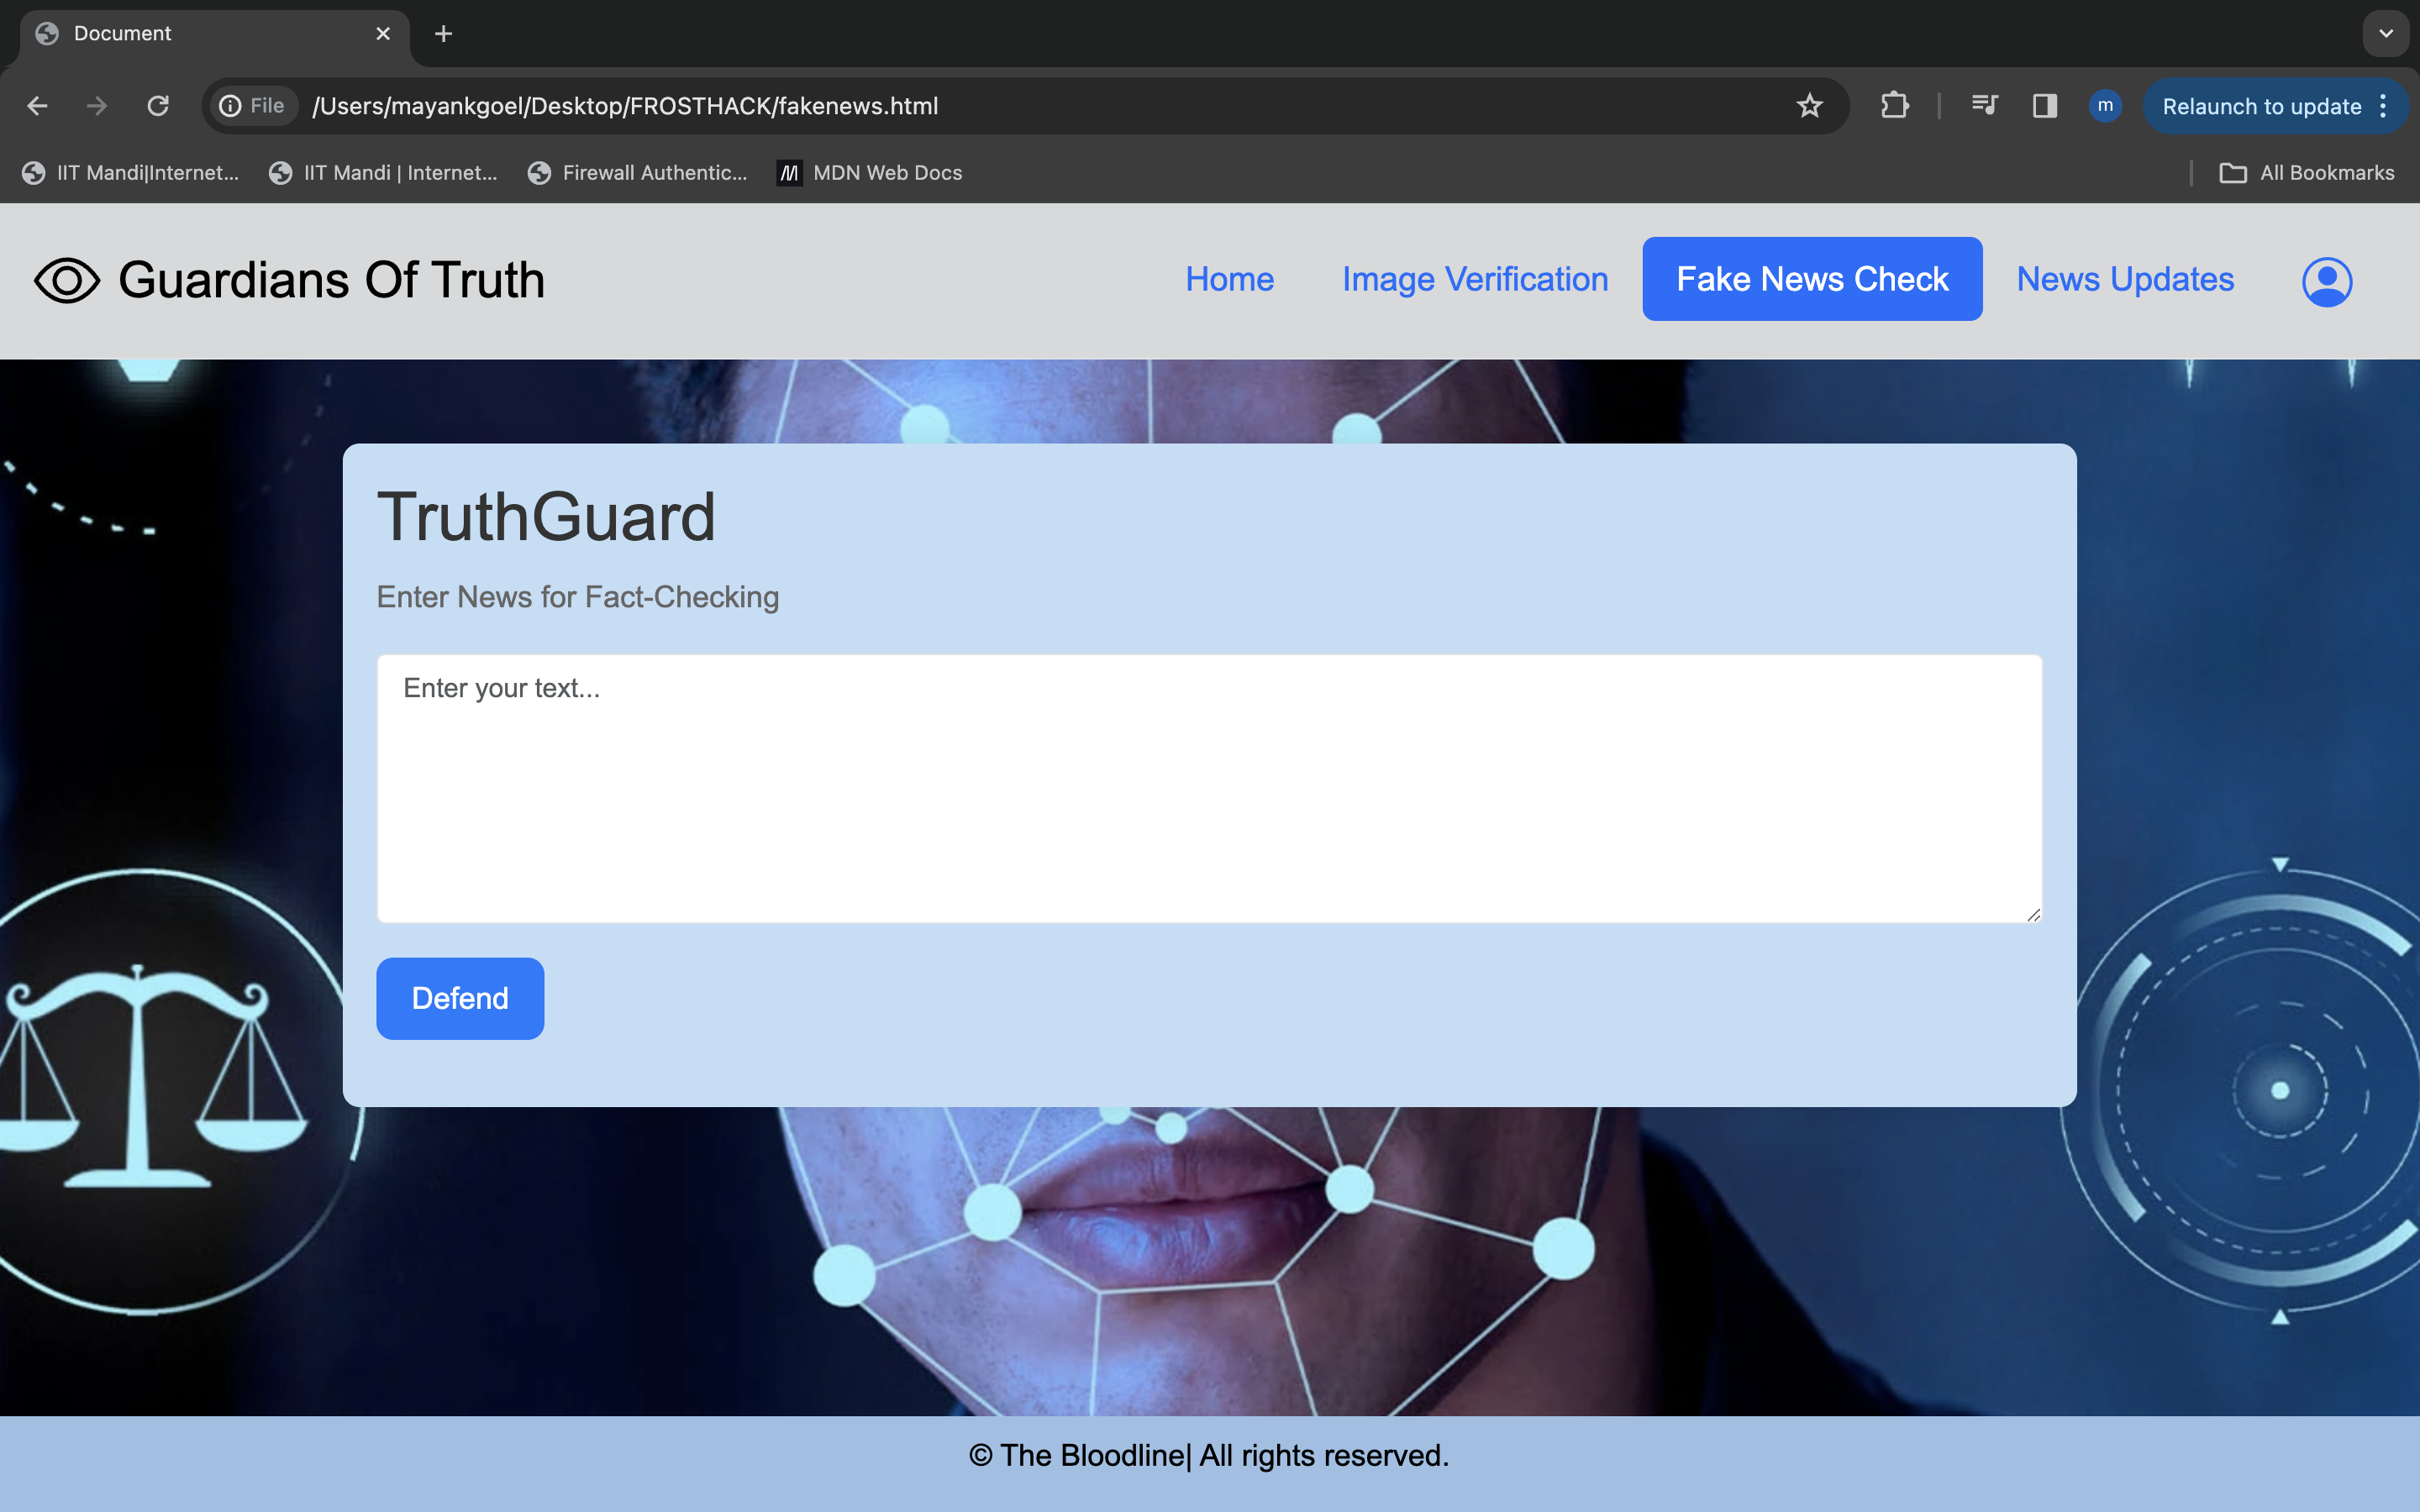 Document
File /Users/mayankgoel/Desktop/FROSTHACK/fakenews.html
m
Relaunch to update
IIT Mandi|Internet...
IIT Mandi | Internet...
Firewall Authentic...
MDN Web Docs
All Bookmarks
Guardians Of Truth
Home
Image Verification
Fake News Check
News Updates
TruthGuard
Enter News for Fact-Checking
Enter your text...
Defend
© The Bloodline| All rights reserved.